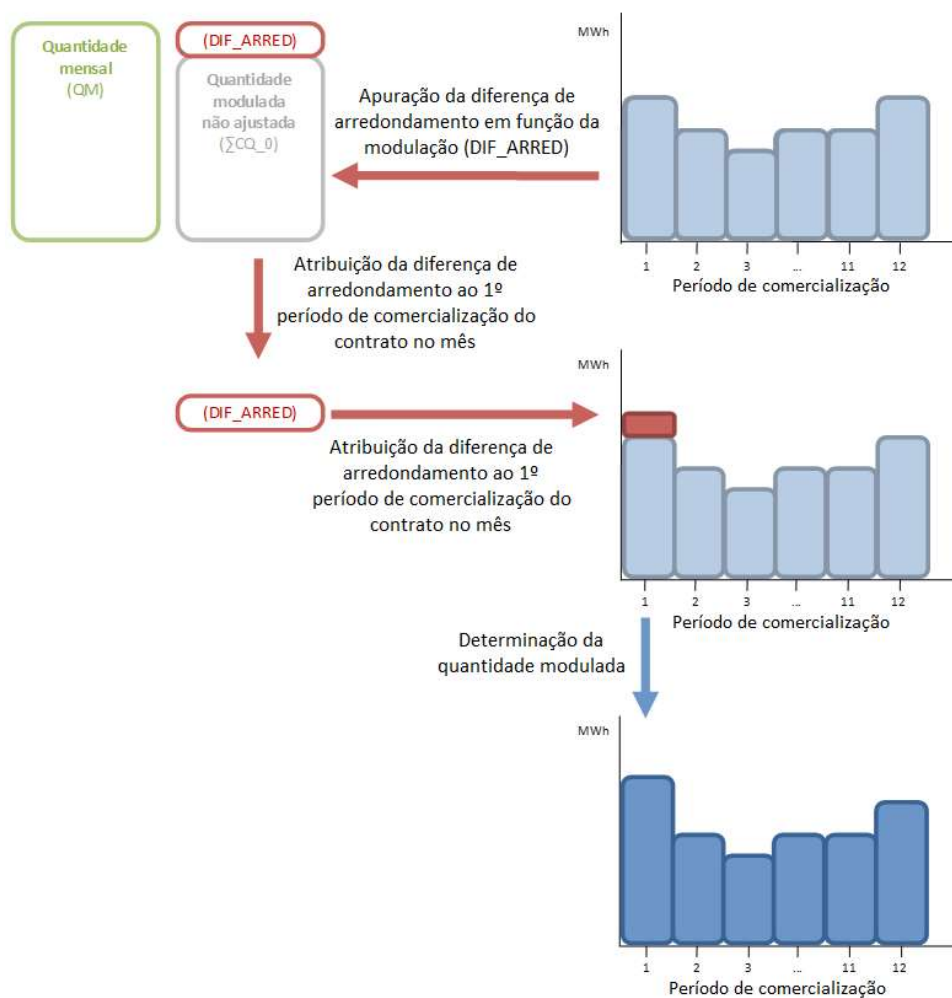 Quantidade
mensal
(QM)
(DIF_ARRED)
Quantidade
modulada
não ajustada
(∑CQ_0)
Apuração da diferença de
arredondamento em função da
modulação (DIF_ARRED)
MWh
1 2 3 ... 11 12
Período de comercialização
Atribuição da diferença de
arredondamento ao 1º
período de comercialização do
contrato no mês
(DIF_ARRED)
Atribuição da diferença de
arredondamento ao 1º
período de comercialização do
contrato no mês
MWh
1 2 3 ... 11 12
Período de comercialização
Determinação da
quantidade modulada
MWh
1 2 3 ... 11 12
Período de comercialização